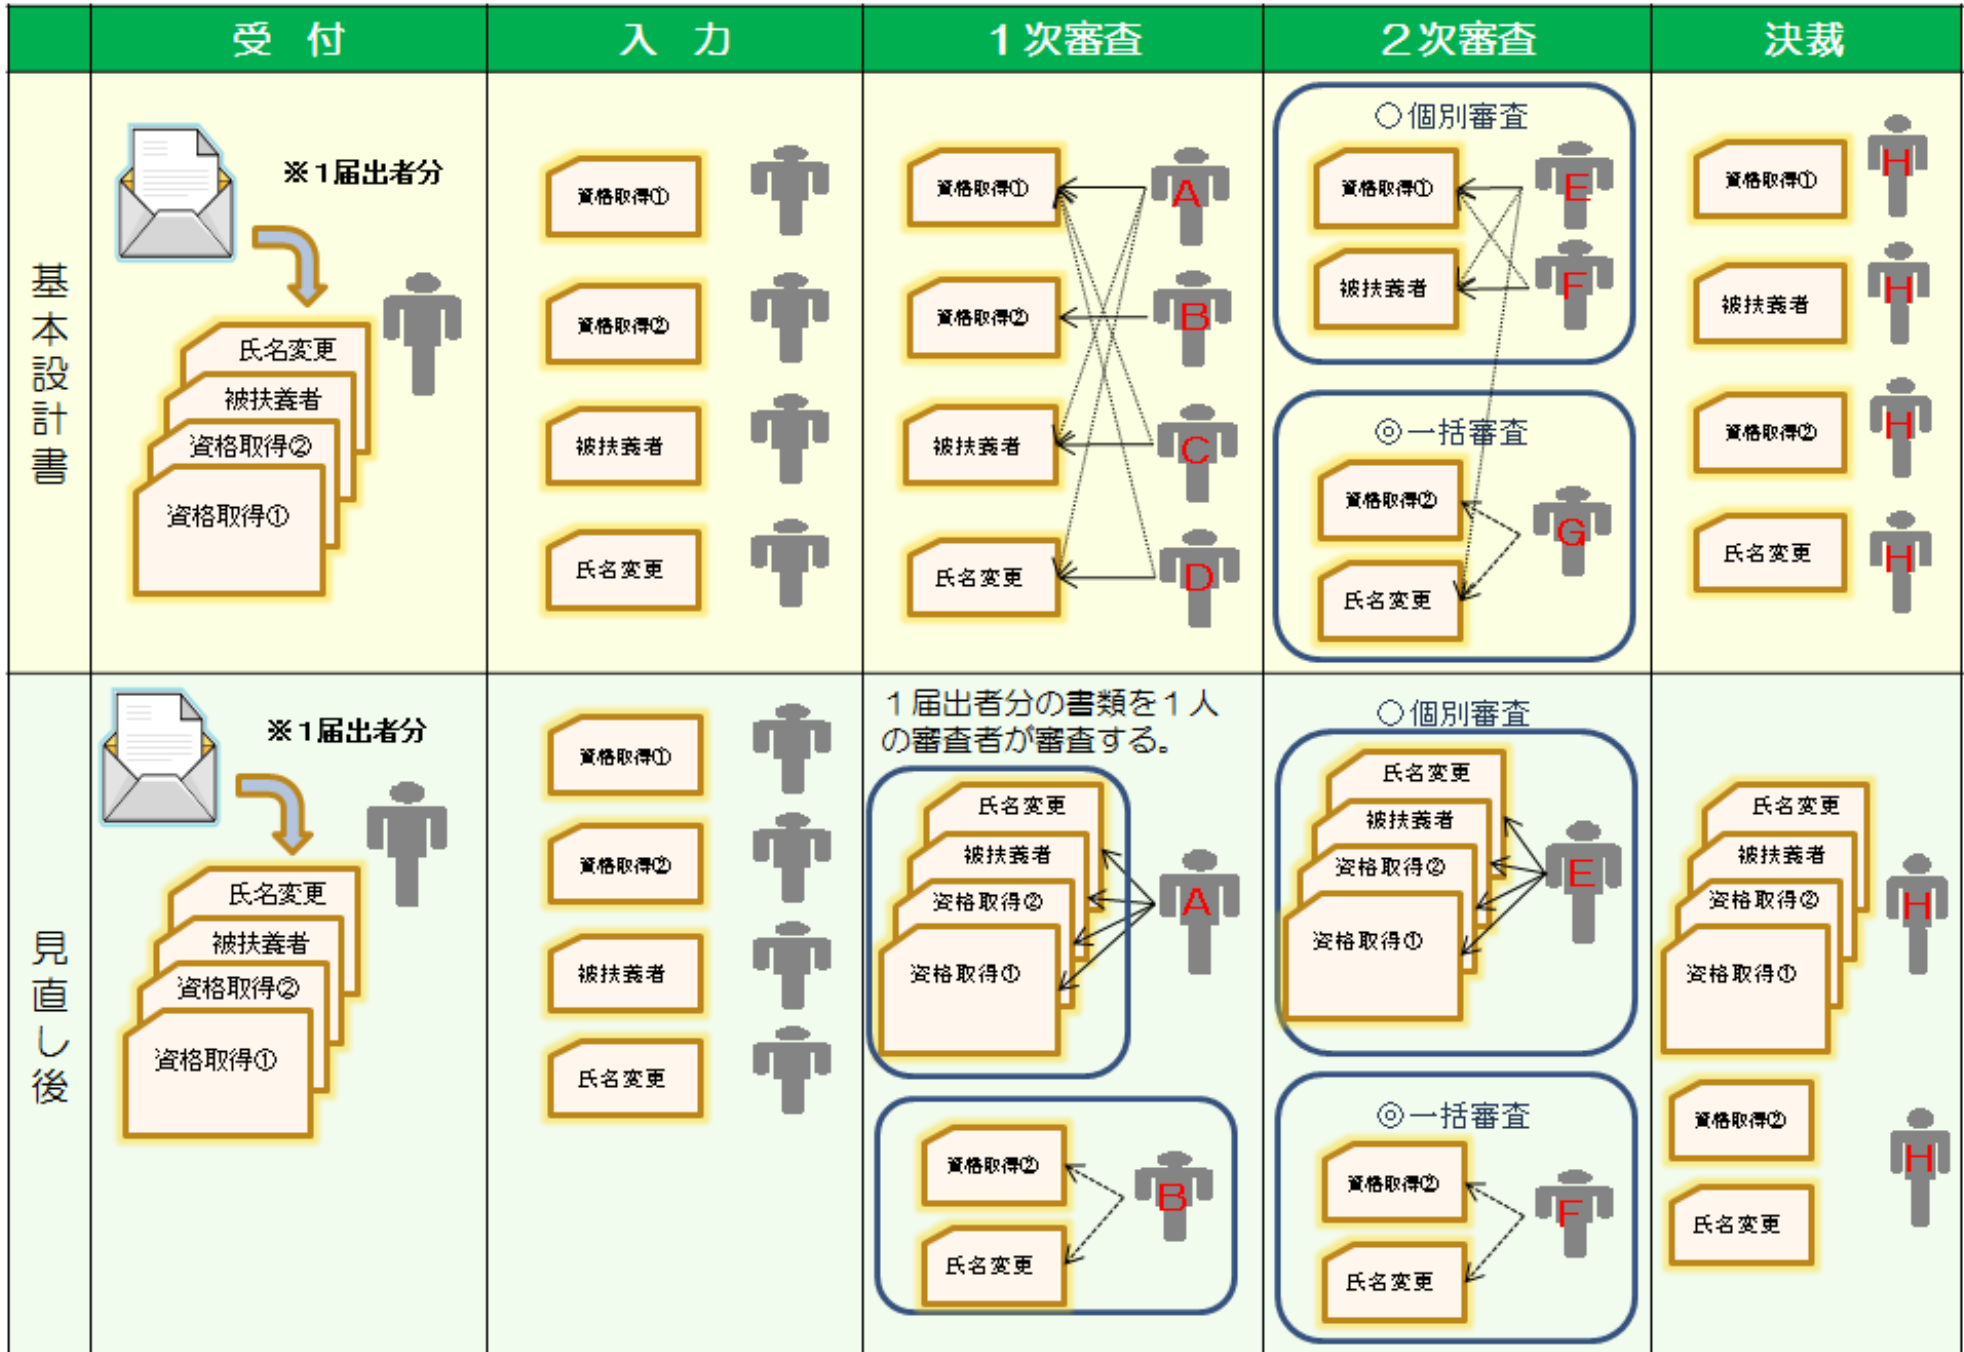 受 付
入 力
1次審査
2次審査
決裁
基本設計書
※1届出者分
氏名変更
被扶養者
資格取得②
資格取得①
資格取得①
資格取得②
被扶養者
氏名変更
資格取得①
資格取得②
被扶養者
氏名変更
A
B
C
D
○個別審査
資格取得①
被扶養者
E
F
◎一括審査
資格取得②
氏名変更
G
資格取得①
被扶養者
資格取得②
氏名変更
H
H
H
H
見直し後
※1届出者分
氏名変更
被扶養者
資格取得②
資格取得①
資格取得①
資格取得②
被扶養者
氏名変更
1届出者分の書類を1人
の審査者が審査する。
氏名変更
被扶養者
資格取得②
資格取得①
A
資格取得②
氏名変更
B
○個別審査
氏名変更
被扶養者
資格取得②
資格取得①
E
◎一括審査
資格取得②
氏名変更
F
氏名変更
被扶養者
資格取得②
資格取得①
H
資格取得②
氏名変更
H